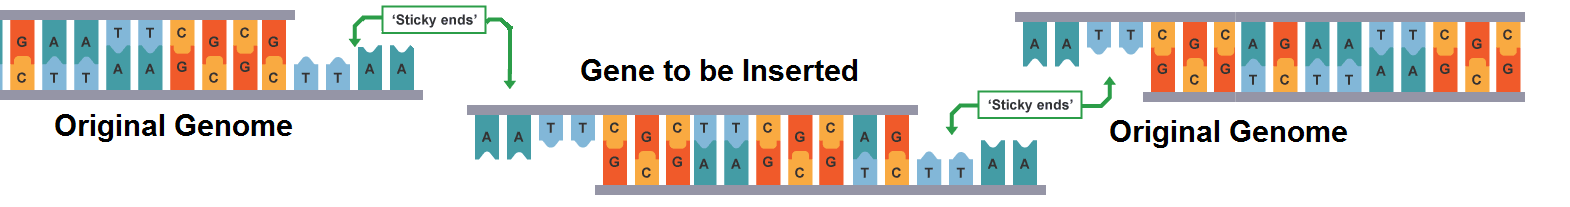 G A A T T C G C G
C T T A A G C G C T T A A
Original Genome
'Sticky ends'
Gene to be Inserted
A A T T C G C T T C G C A G
G C G A A G C G T C T T A A
'Sticky ends'
A A T T C G C A G A A T T C G C
G C G T C T T A A G C G
Original Genome